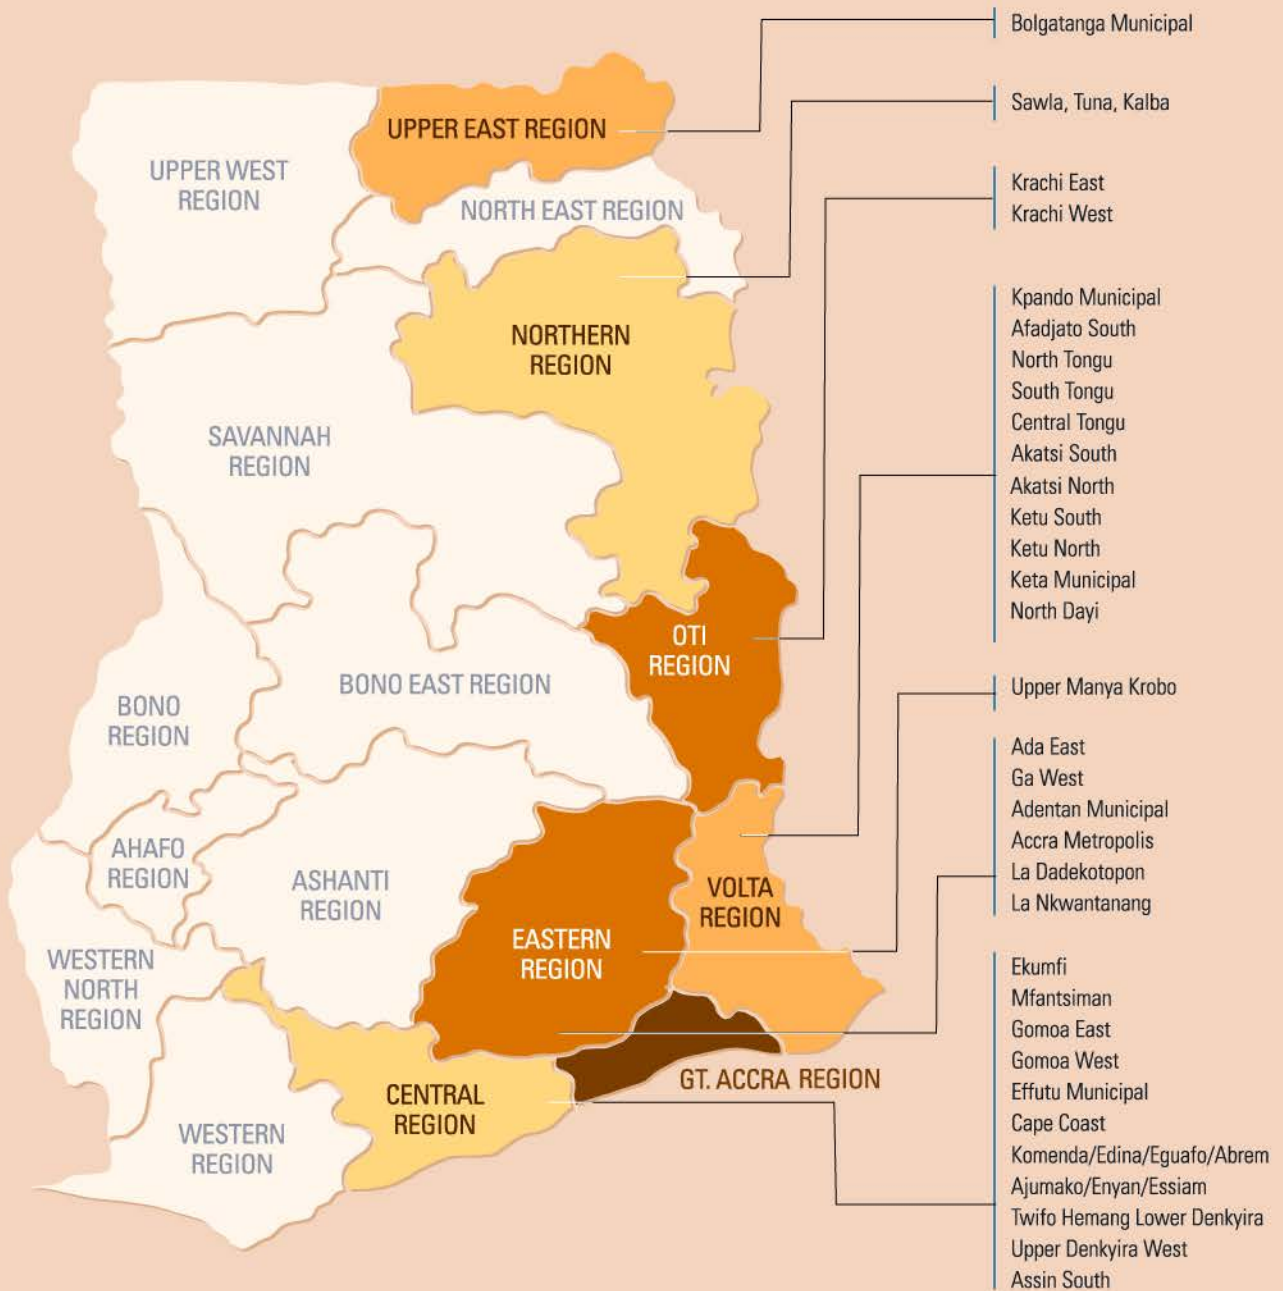 UPPER EAST REGION
UPPER WEST
REGION
NORTH EAST REGION
NORTHERN
REGION
SAVANNAH
REGION
OTI
REGION
BONO EAST REGION
BONO
REGION
AHAFO
REGION
ASHANTI
REGION
VOLTA
REGION
EASTERN
REGION
WESTERN
NORTH
REGION
GT. ACCRA REGION
CENTRAL
REGION
WESTERN
REGION
Bolgatanga Municipal
Sawla, Tuna, Kalba
Krachi East
Krachi West
Kpando Municipal
Afadjato South
North Tongu
South Tongu
Central Tongu
Akatsi South
Akatsi North
Ketu South
Ketu North
Keta Municipal
North Dayi
Upper Manya Krobo
Ada East
Ga West
Adentan Municipal
Accra Metropolis
La Dadekotopon
La Nkwantanang
Ekumfi
Mfantsiman
Gomoa East
Gomoa West
Effutu Municipal
Cape Coast
Komenda/Edina/Eguafo/Abrem
Ajumako/Enyan/Essiam
Twifo Hemang Lower Denkyira
Upper Denkyira West
Assin South